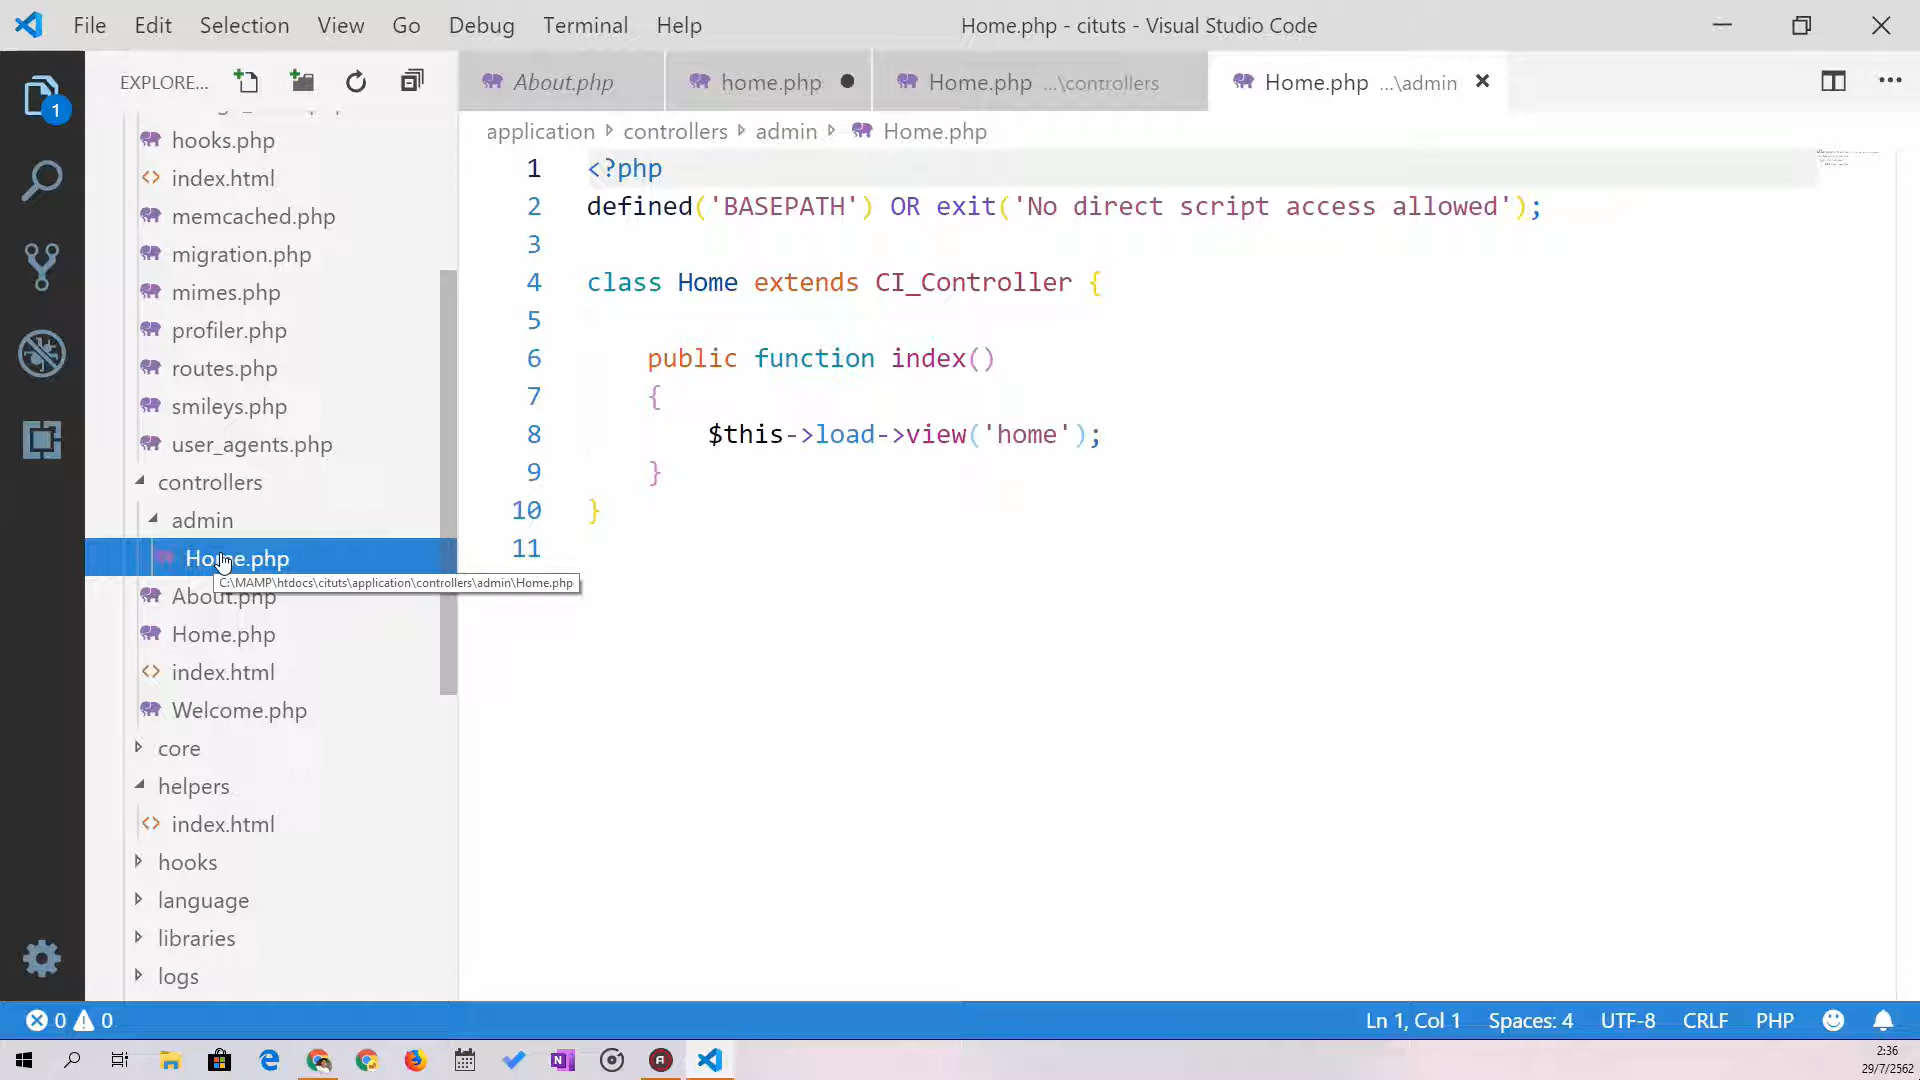 File Edit Selection View Go Debug Terminal Help
Home.php - cituts - Visual Studio Code
EXPLORE...
About.php
home.php
Home.php ...\controllers
Home.php ...\admin
application controllers admin Home.php
hooks.php
index.html
memcached.php
migration.php
mimes.php
profiler.php
routes.php
smileys.php
user_agents.php
controllers
admin
Home.php
C:\MAMP\htdocs\cituts\application\controllers\admin\Home.php
About.php
Home.php
index.html
Welcome.php
core
helpers
index.html
hooks
language
libraries
logs
1 <?php
2 defined('BASEPATH') OR exit('No direct script access allowed');
3
4 class Home extends CI_Controller {
5
6 public function index()
7 {
8 $this->load->view('home');
9 }
10 }
11
1
0 0
Ln 1, Col 1 Spaces: 4 UTF-8 CRLF PHP
2:36
29/7/2562